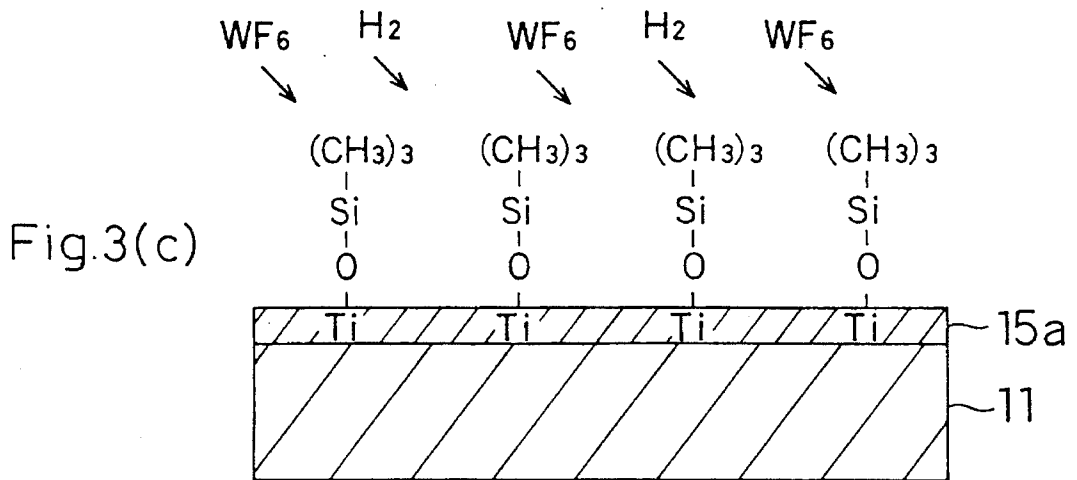 WF6 H2 WF6 H2 WF6
(CH3)3 (CH3)3 (CH3)3 (CH3)3
Si Si Si Si
Fig.3(c)
O O O O
Ti Ti Ti Ti
15a
11